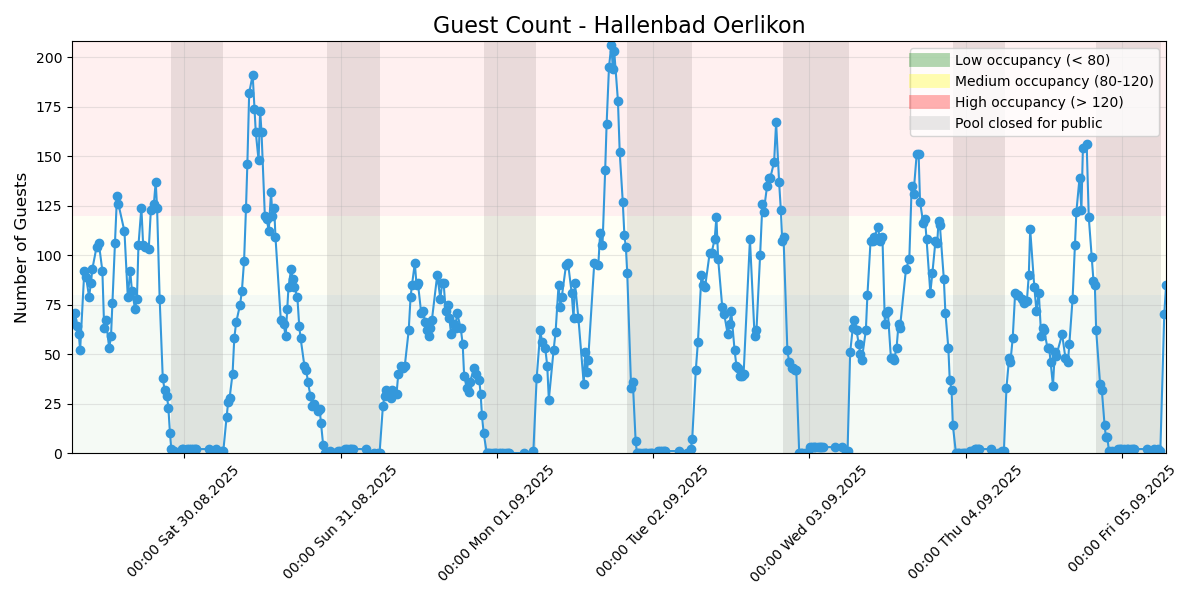 Guest Count - Hallenbad Oerlikon
Number of Guests
200
175
150
125
100
75
50
25
0
Low occupancy (< 80)
Medium occupancy (80-120)
High occupancy (> 120)
Pool closed for public
00:00 Sat 30.08.2025
00:00 Sun 31.08.2025
00:00 Mon 01.09.2025
00:00 Tue 02.09.2025
00:00 Wed 03.09.2025
00:00 Thu 04.09.2025
00:00 Fri 05.09.2025